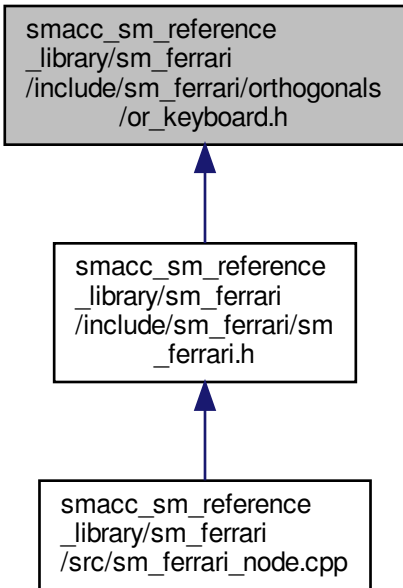 smacc_sm_reference
_library/sm_ferrari
/include/sm_ferrari/orthogonals
/or_keyboard.h
smacc_sm_reference
_library/sm_ferrari
/include/sm_ferrari/sm
_ferrari.h
smacc_sm_reference
_library/sm_ferrari
/src/sm_ferrari_node.cpp